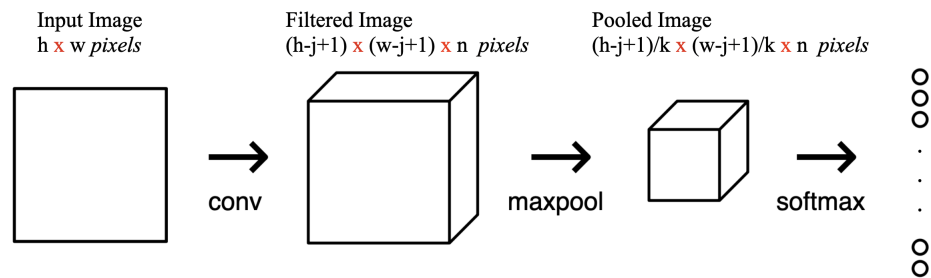 Input Image
h x w pixels
Filtered Image
(h-j+1) x (w-j+1) x n pixels
Pooled Image
(h-j+1)/k x (w-j+1)/k x n pixels
conv
maxpool
softmax